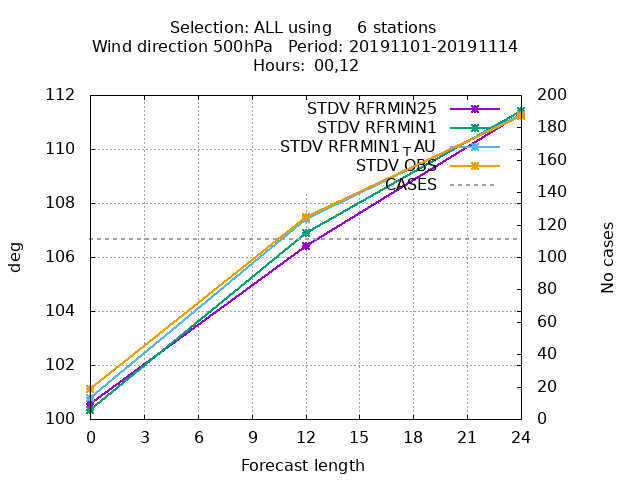 Selection: ALL using     6 stations
Wind direction 500hPa   Period: 20191101-20191114
Hours:  00,12
112
110
108
106
104
102
100
deg
200
180
160
140
120
100
80
60
40
20
0
No cases
STDV RFRMIN25
STDV RFRMIN1
STDV RFRMIN1┬AU
STDV OBS
CASES
0 3 6 9 12 15 18 21 24
Forecast length